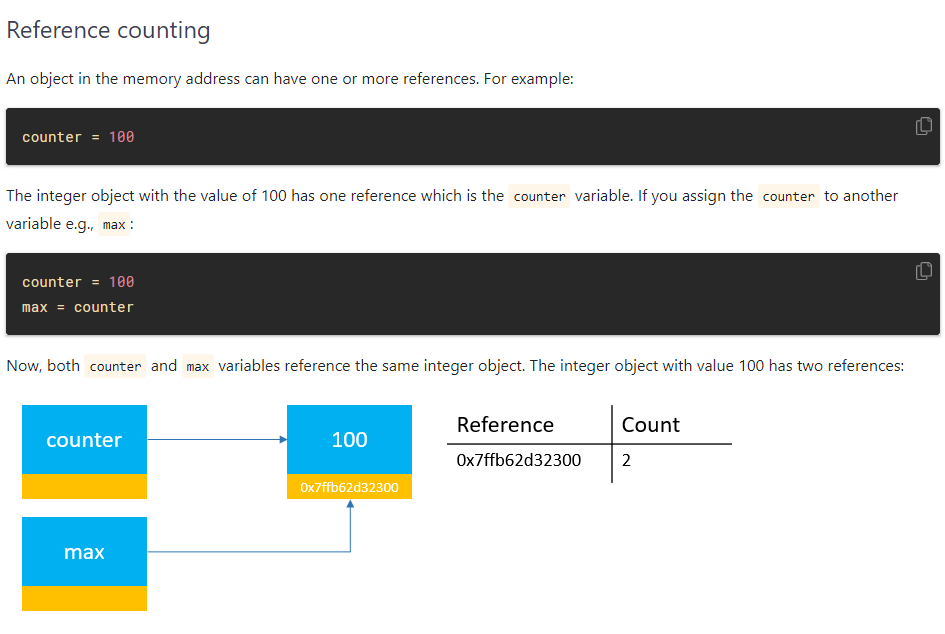 Reference counting
An object in the memory address can have one or more references. For example:
counter = 100
The integer object with the value of 100 has one reference which is the counter variable. If you assign the counter to another
variable e.g., max :
counter = 100
max = counter
Now, both counter and max variables reference the same integer object. The integer object with value 100 has two references:
counter
100
0x7ffb62d32300
max
Reference Count
0x7ffb62d32300 2